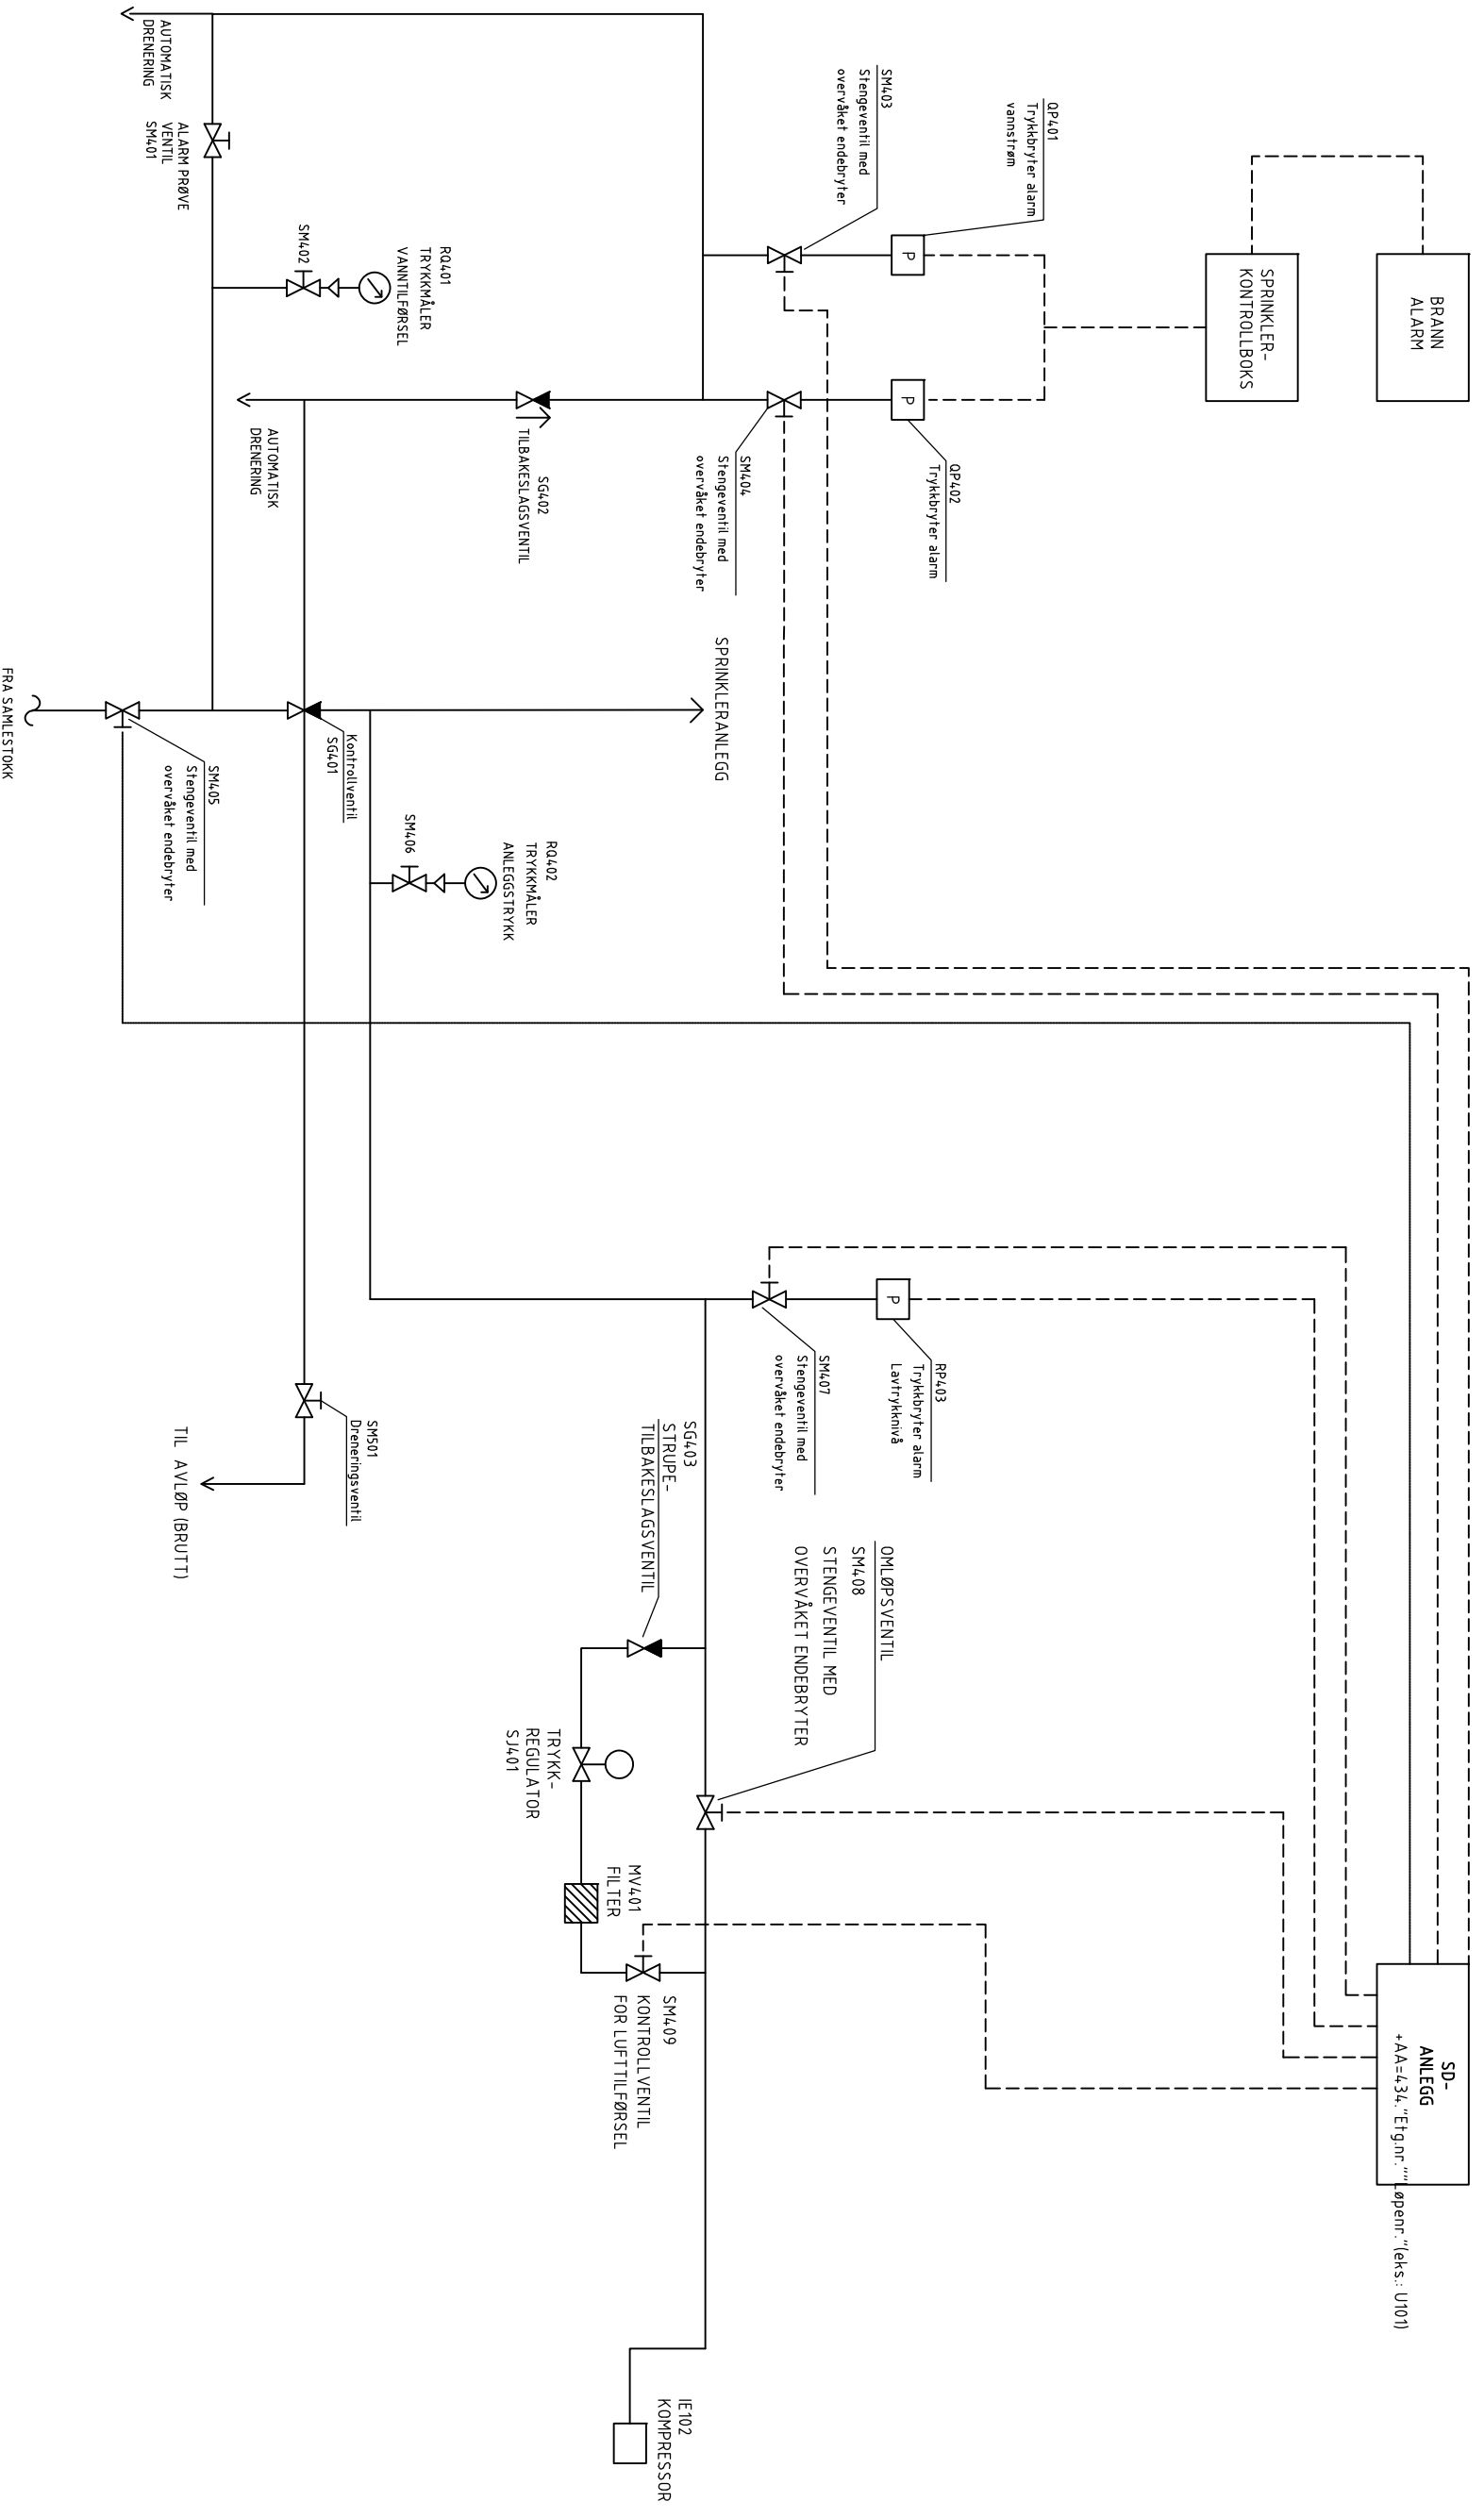 BRANN
ALARM
SPRINKLER-
KONTROLLBOKS
QP401
Trykkbryter alarm
vannstrøm
SM403
Stengeventil med
overvåket endebryter
P
P
QP402
Trykkbryter alarm
SM404
Stengeventil med
overvåket endebryter
RQ401
TRYKKMÅLER
VANNTILFØRSEL
SM402
ALARM PRØVE
VENTIL
SM401
AUTOMATISK
DRENERING
SG402
TILBAKESLAGSVENTIL
AUTOMATISK
DRENERING
SPRINKLERANLEGG
Kontrollventil
SG401
SM405
Stengeventil med
overvåket endebryter
FRA SAMLESTOKK
RQ402
TRYKKMÅLER
ANLEGGSTRYKK
SM406
P
RP403
Trykkbryter alarm
Lavtrykknivå
SM407
Stengeventil med
overvåket endebryter
SM501
Dreneringsventil
TIL AVLØP (BRUTT)
SG403
STRUPE-
TILBAKESLAGSVENTIL
OMLØPSVENTIL
SM408
STENGEVENTIL MED
OVERVÅKET ENDEBRYTER
TRYKK-
REGULATOR
SJ401
MV401
FILTER
SM409
KONTROLLVENTIL
FOR LUFTTILFØRSEL
SD-
ANLEGG
+AA=434."Etg.nr.""Løpenr."(eks.: U101)
IE102
KOMPRESSOR